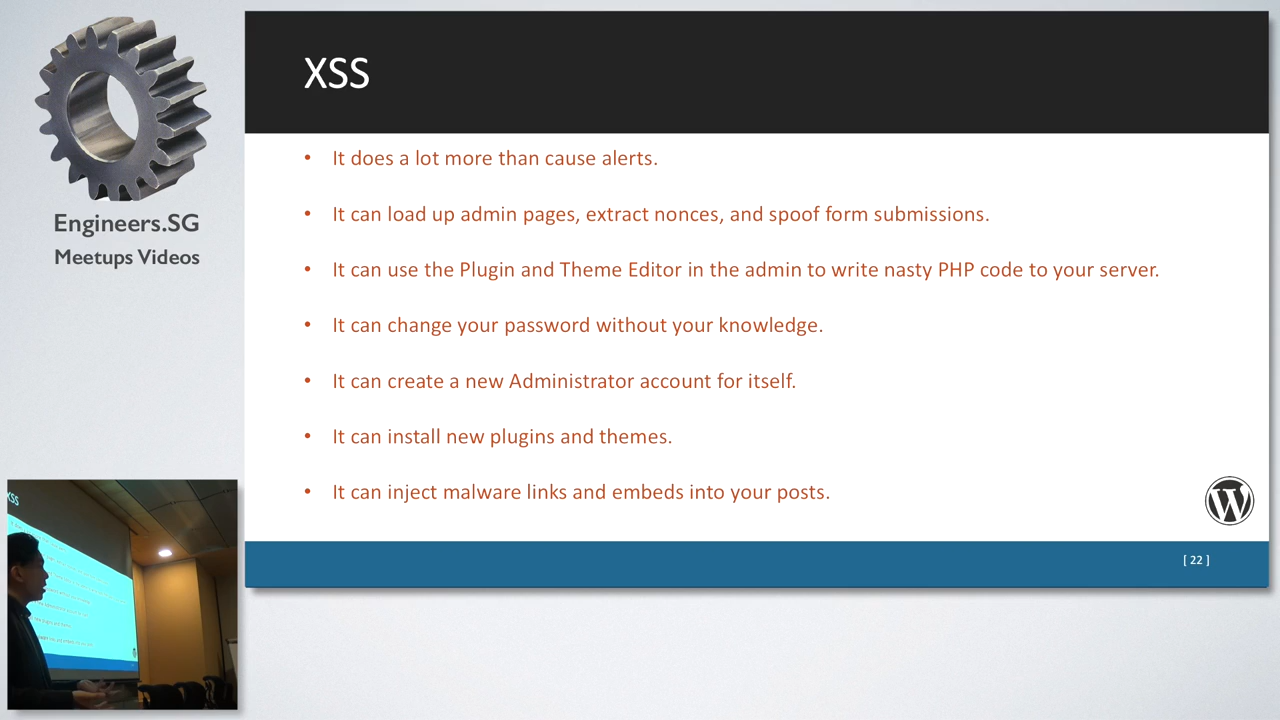 Engineers.SG
Meetups Videos
XSS
• It does a lot more than cause alerts.
• It can load up admin pages, extract nonces, and spoof form submissions.
• It can use the Plugin and Theme Editor in the admin to write nasty PHP code to your server.
• It can change your password without your knowledge.
• It can create a new Administrator account for itself.
• It can install new plugins and themes.
• It can inject malware links and embeds into your posts.
[ 22 ]
XSS